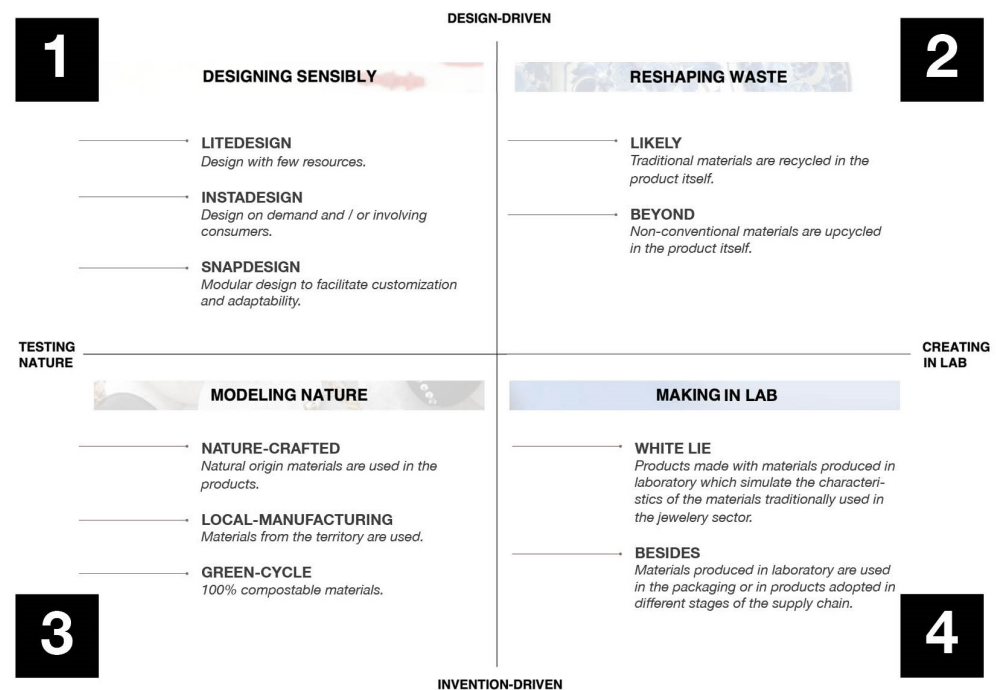 DESIGN-DRIVEN
1
2
DESIGNING SENSIBLY
RESHAPING WASTE
LITEDESIGN
Design with few resources.
INSTADESIGN
Design on demand and / or involving
consumers.
SNAPDESIGN
Modular design to facilitate customization
and adaptability.
LIKELY
Traditional materials are recycled in the
product itself.
BEYOND
Non-conventional materials are upcycled
in the product itself.
TESTING
NATURE
CREATING
IN LAB
MODELING NATURE
MAKING IN LAB
NATURE-CRAFTED
Natural origin materials are used in the
products.
LOCAL-MANUFACTURING
Materials from the territory are used.
GREEN-CYCLE
100% compostable materials.
WHITE LIE
Products made with materials produced in
laboratory which simulate the characteri-
stics of the materials traditionally used in
the jewelery sector.
BESIDES
Materials produced in laboratory are used
in the packaging or in products adopted in
different stages of the supply chain.
3
4
INVENTION-DRIVEN